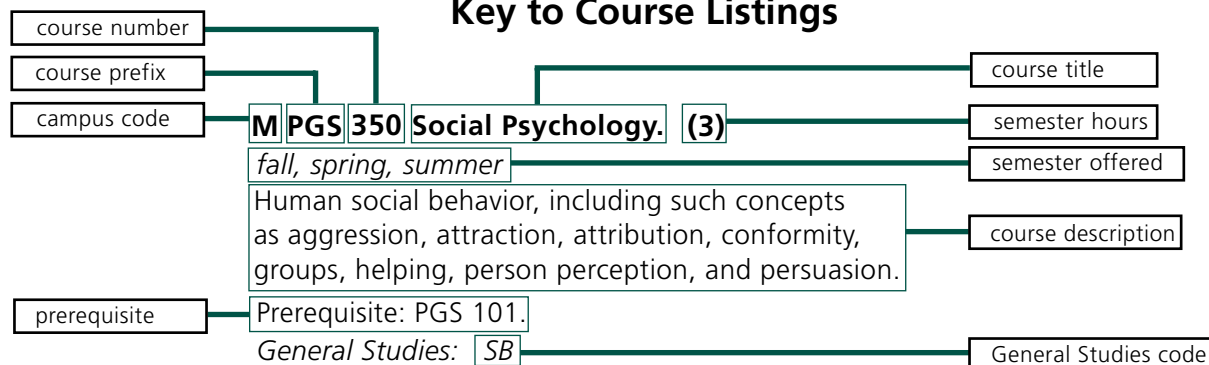 Key to Course Listings
course number
course prefix
course title
campus code
M PGS 350 Social Psychology. (3)
semester hours
fall, spring, summer
semester offered
Human social behavior, including such concepts
as aggression, attraction, attribution, conformity,
groups, helping, person perception, and persuasion.
course description
prerequisite
Prerequisite: PGS 101.
General Studies: SB
General Studies code